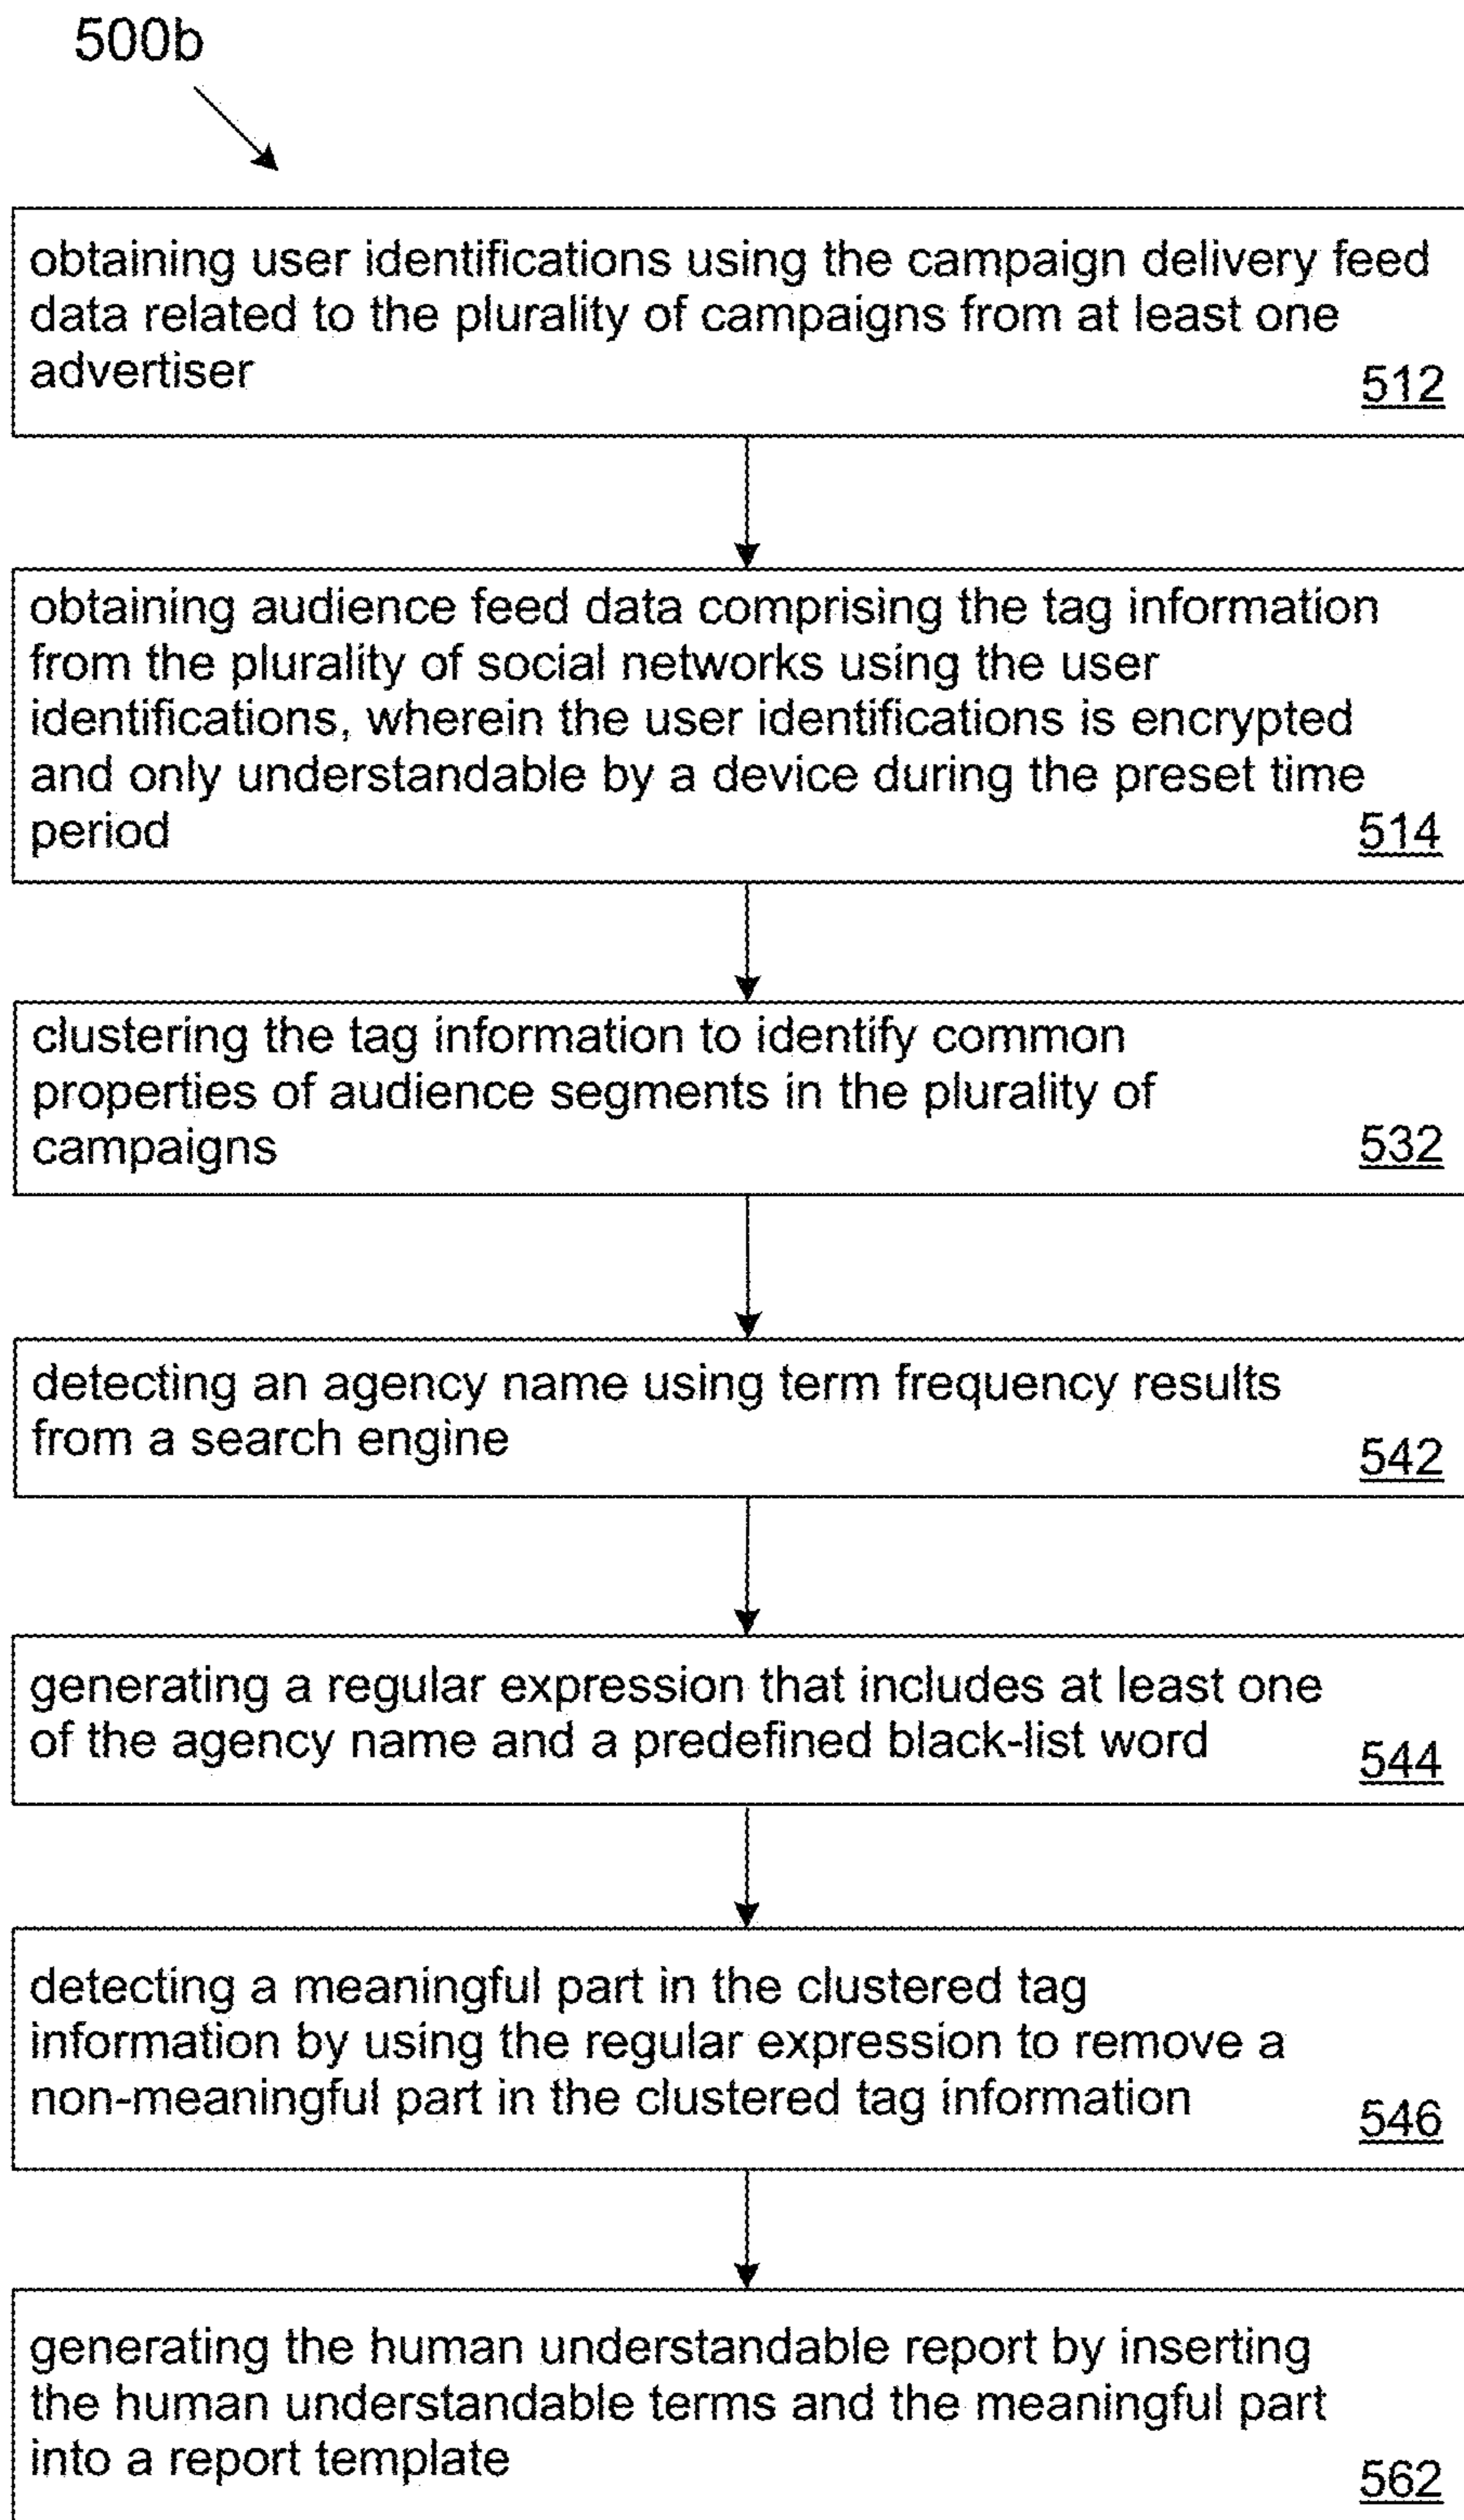 500b
obtaining user identifications using the campaign delivery feed
data related to the plurality of campaigns from at least one
advertiser
512
obtaining audience feed data comprising the tag information
from the plurality of social networks using the user
identifications, wherein the user identifications is encrypted
and only understandable by a device during the preset time
period
514
clustering the tag information to identify common
properties of audience segments in the plurality of
campaigns
532
detecting an agency name using term frequency results
from a search engine
542
generating a regular expression that includes at least one
of the agency name and a predefined black-list word
544
detecting a meaningful part in the clustered tag
information by using the regular expression to remove a
non-meaningful part in the clustered tag information
546
generating the human understandable report by inserting
the human understandable terms and the meaningful part
into a report template
562